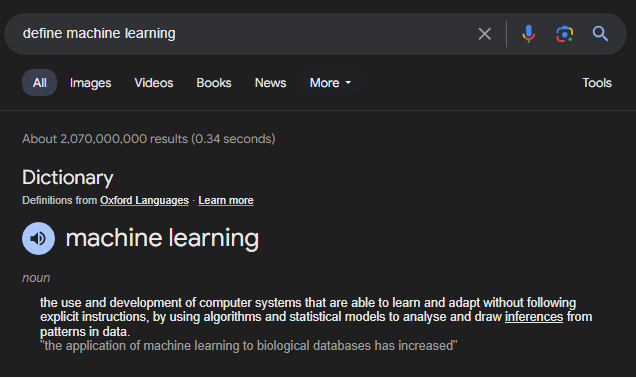 define machine learning
All Images Videos Books News More Tools
About 2,070,000,000 results (0.34 seconds)
Dictionary
Definitions from Oxford Languages · Learn more
machine learning
noun
the use and development of computer systems that are able to learn and adapt without following
explicit instructions, by using algorithms and statistical models to analyse and draw inferences from
patterns in data.
"the application of machine learning to biological databases has increased"